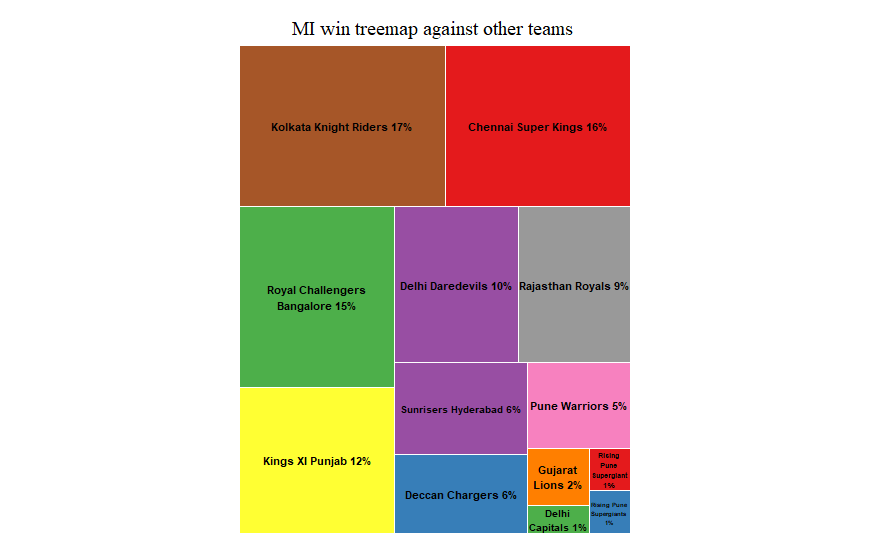 MI win treemap against other teams
Kolkata Knight Riders 17%
Chennai Super Kings 16%
Royal Challengers
Bangalore 15%
Delhi Daredevils 10%
Rajasthan Royals 9%
Kings XI Punjab 12%
Sunrisers Hyderabad 6%
Pune Warriors 5%
Deccan Chargers 6%
Gujarat
Lions 2%
Rising
Pune
Supergiant
1%
Delhi
Capitals 1%
Rising Pune
Supergiants
1%